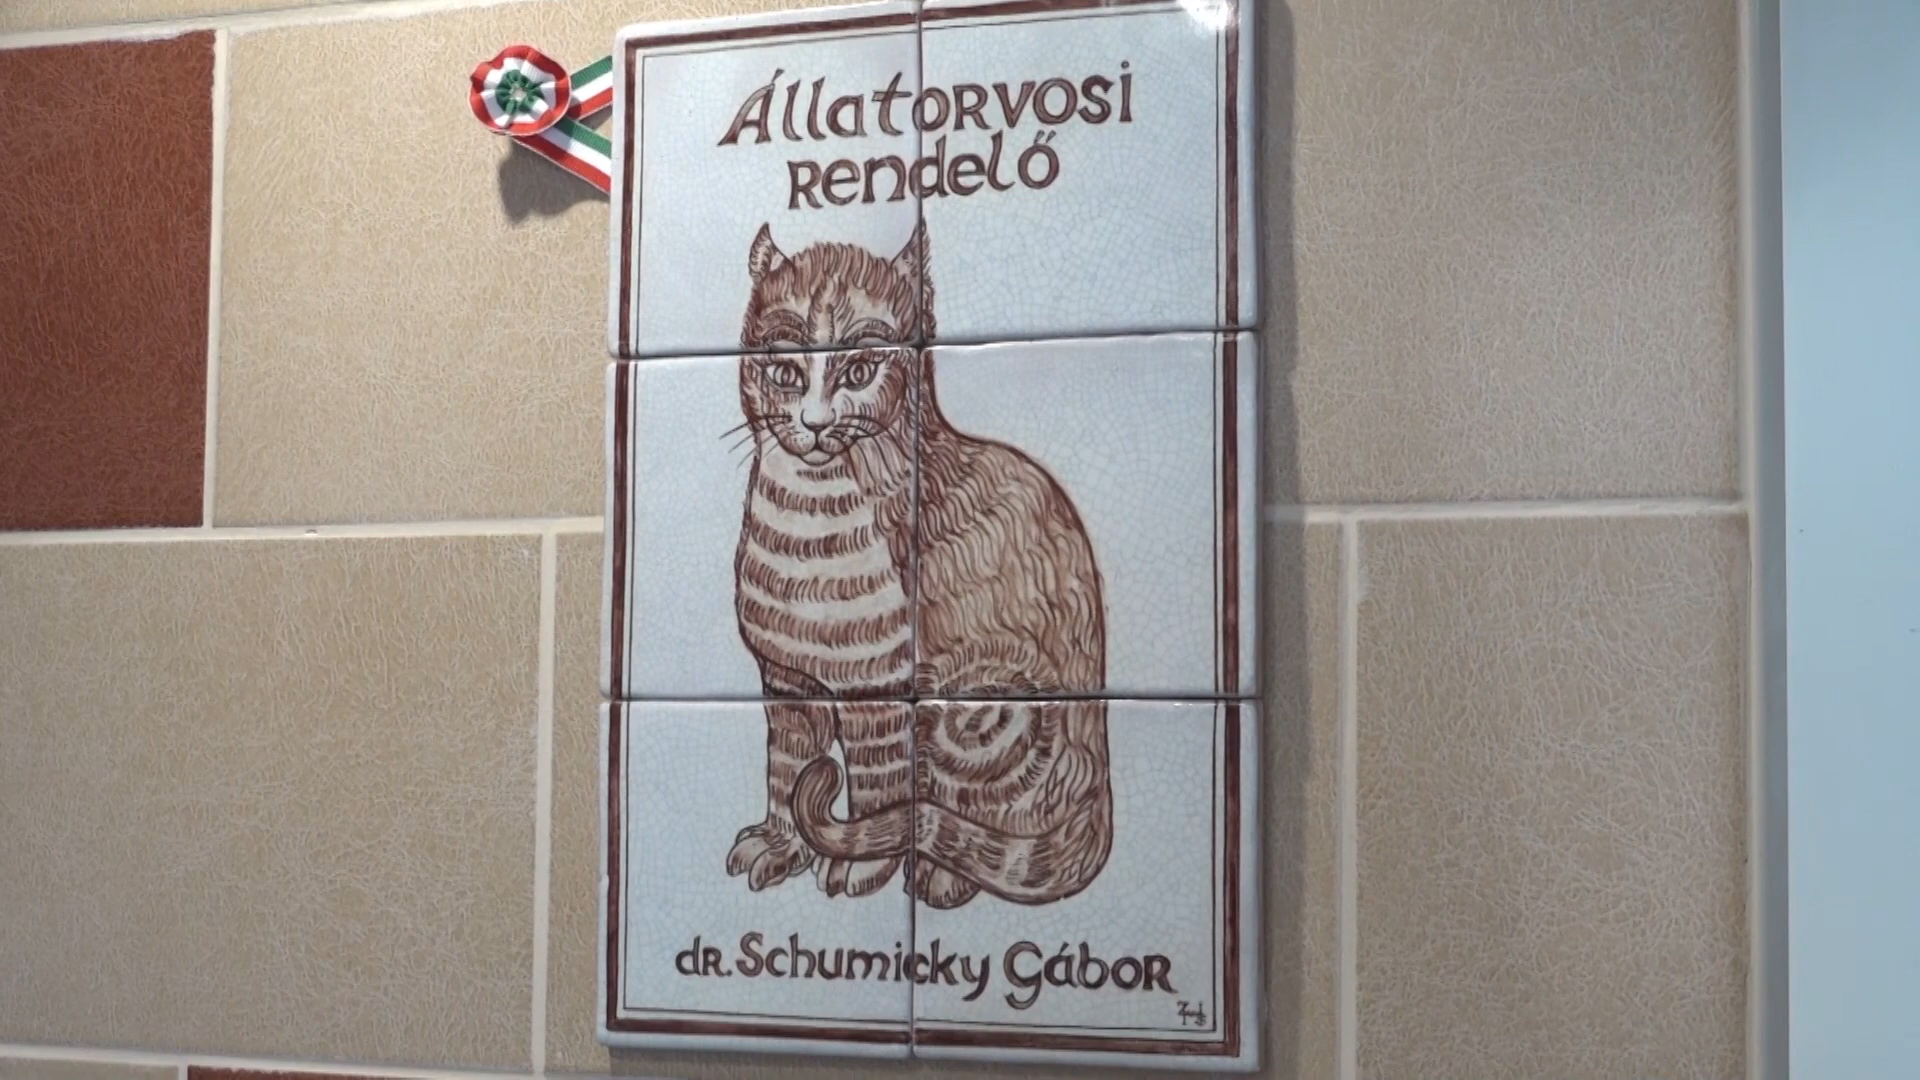 Állatorvosi
Rendelő
dr. Schumicky Gábor